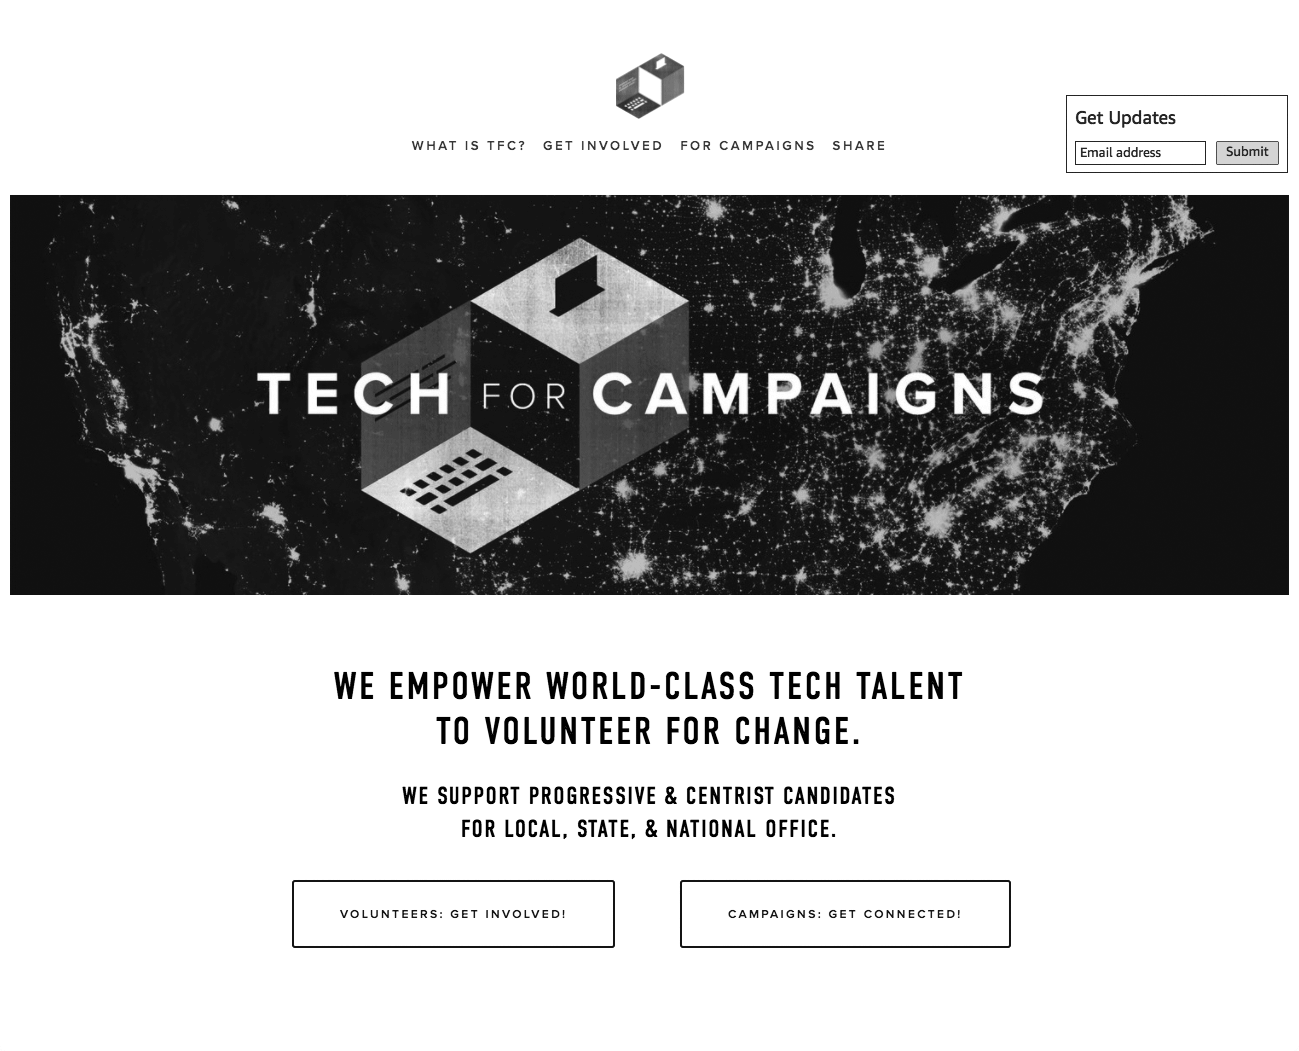 WHAT IS TFC? GET INVOLVED FOR CAMPAIGNS SHARE
Get Updates
Email address Submit
TECH FOR CAMPAIGNS
WE EMPOWER WORLD-CLASS TECH TALENT
TO VOLUNTEER FOR CHANGE.
WE SUPPORT PROGRESSIVE & CENTRIST CANDIDATES
FOR LOCAL, STATE, & NATIONAL OFFICE.
VOLUNTEERS: GET INVOLVED! CAMPAIGNS: GET CONNECTED!